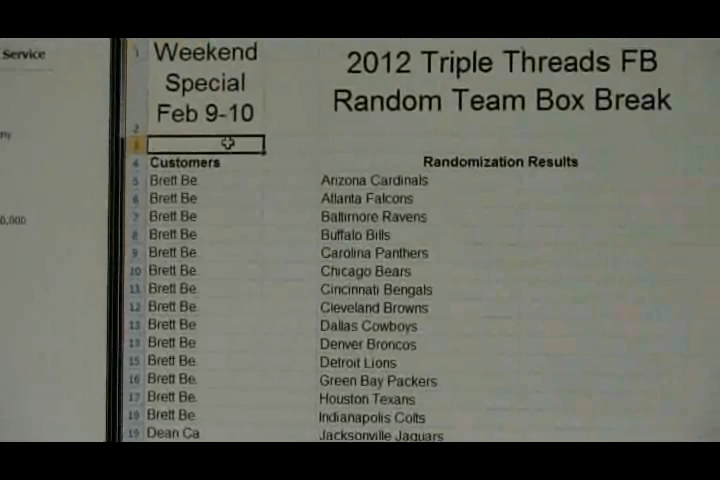 Service
0,000
Weekend
Special
Feb 9-10
2012 Triple Threads FB
Random Team Box Break
Customers Randomization Results
Brett Be Arizona Cardinals
Brett Be Atlanta Falcons
Brett Be Baltimore Ravens
Brett Be Buffalo Bills
Brett Be Carolina Panthers
Brett Be Chicago Bears
Brett Be Cincinnati Bengals
Brett Be Cleveland Browns
Brett Be Dallas Cowboys
Brett Be Denver Broncos
Brett Be Detroit Lions
Brett Be Green Bay Packers
Brett Be Houston Texans
Brett Be Indianapolis Colts
Dean Ca Jacksonville Jaguars